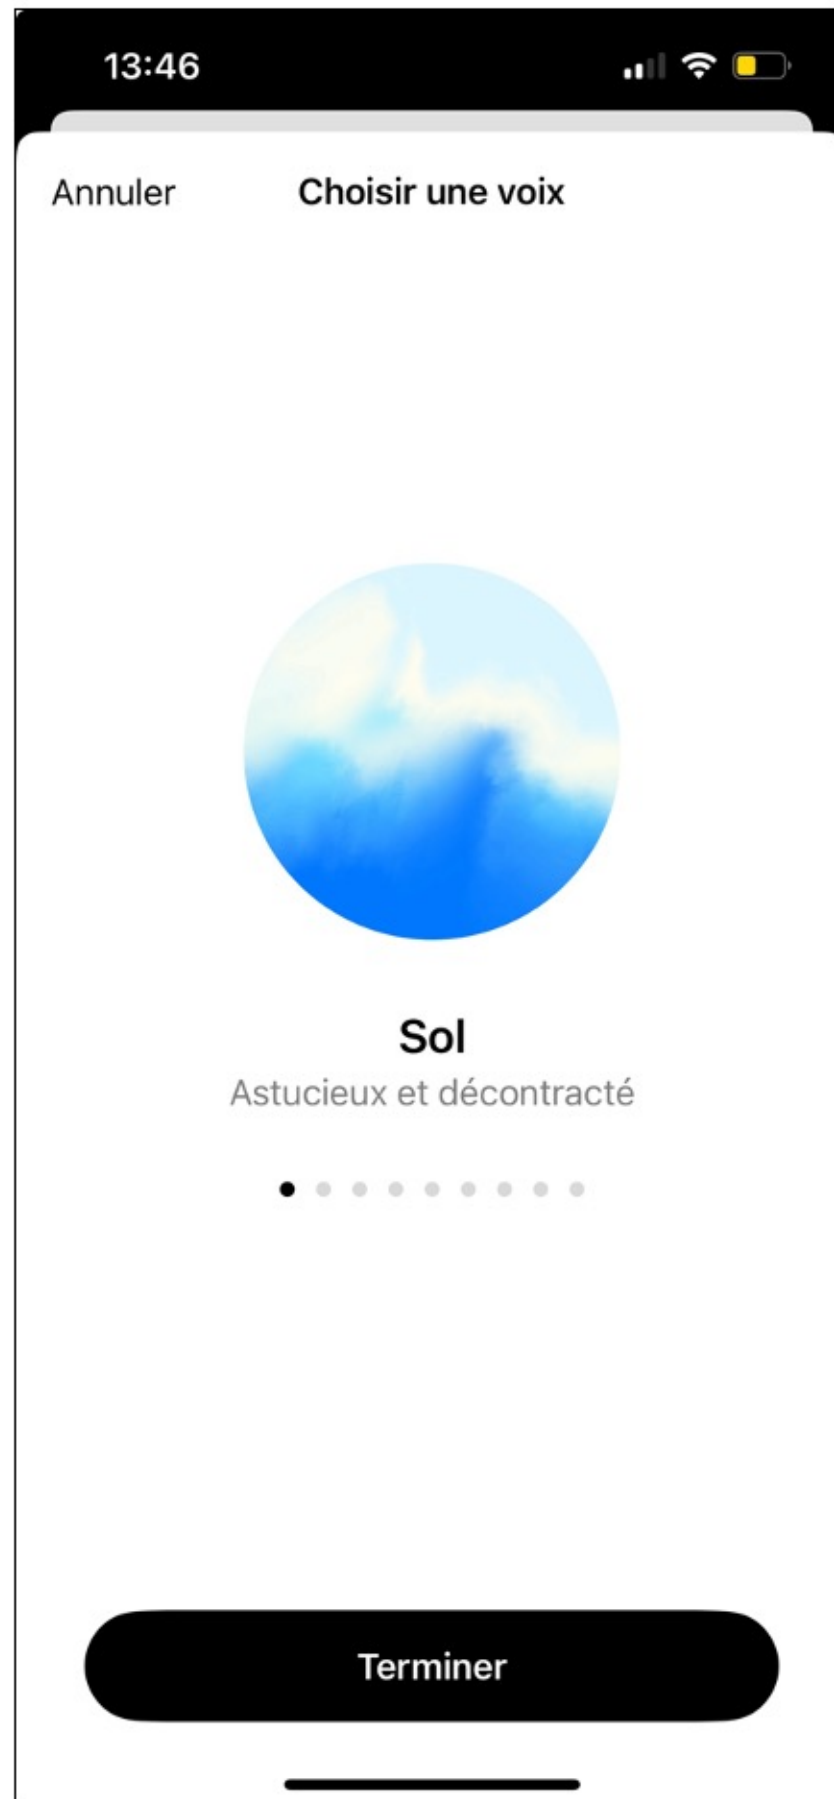 13:46
Annuler
Choisir une voix
Sol
Astucieux et décontracté
Terminer